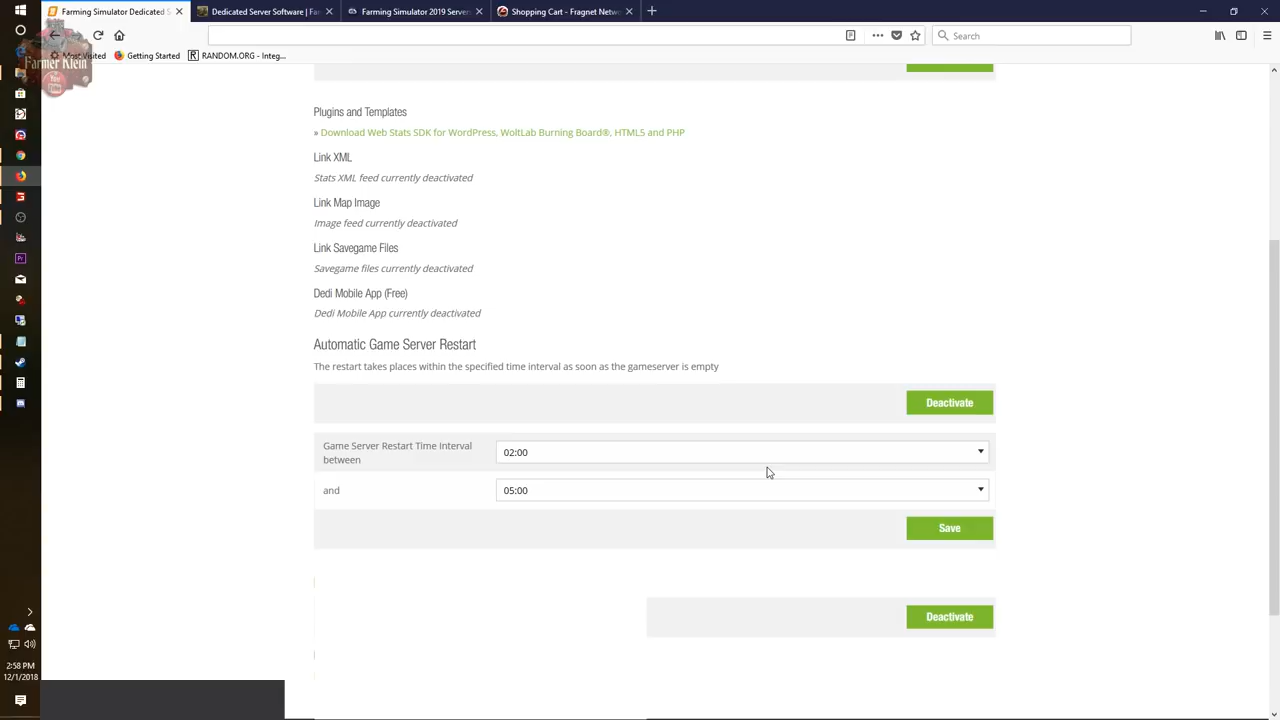 Farming Simulator Dedicated S
Dedicated Server Software | Far
Farming Simulator 2019 Servers
Shopping Cart - Fragnet Netwo
Search
Most Visited
Getting Started
RANDOM.ORG - Integ...
Farmer Klein
You
Tube
Plugins and Templates
» Download Web Stats SDK for WordPress, WoltLab Burning Board®, HTML5 and PHP
Link XML
Stats XML feed currently deactivated
Link Map Image
Image feed currently deactivated
Link Savegame Files
Savegame files currently deactivated
Dedi Mobile App (Free)
Dedi Mobile App currently deactivated
Automatic Game Server Restart
The restart takes places within the specified time interval as soon as the gameserver is empty
Deactivate
Game Server Restart Time Interval
between
02:00
and
05:00
Save
Deactivate
2:58 PM